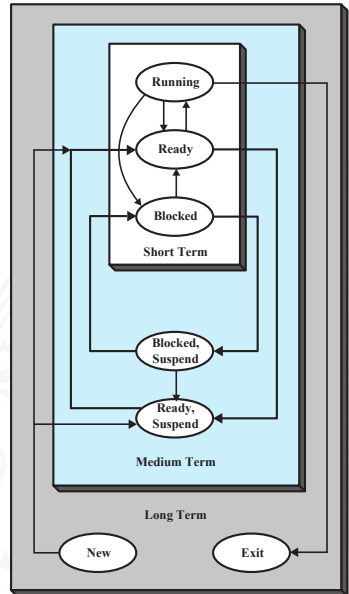 Running
Ready
Blocked
Short Term
Blocked,
Suspend
Ready,
Suspend
Medium Term
Long Term
New
Exit